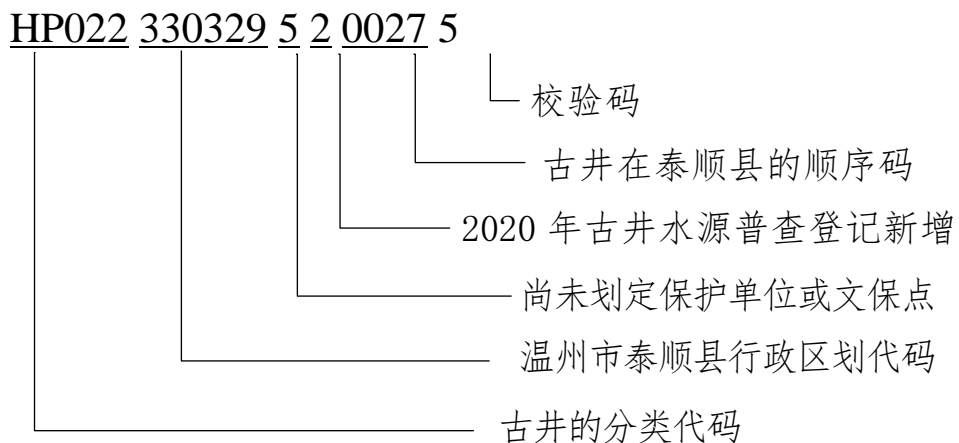 HP022 330329 5 2 0027 5
校验码
古井在泰顺县的顺序码
2020 年古井水源普查登记新增
尚未划定保护单位或文保点
温州市泰顺县行政区划代码
古井的分类代码